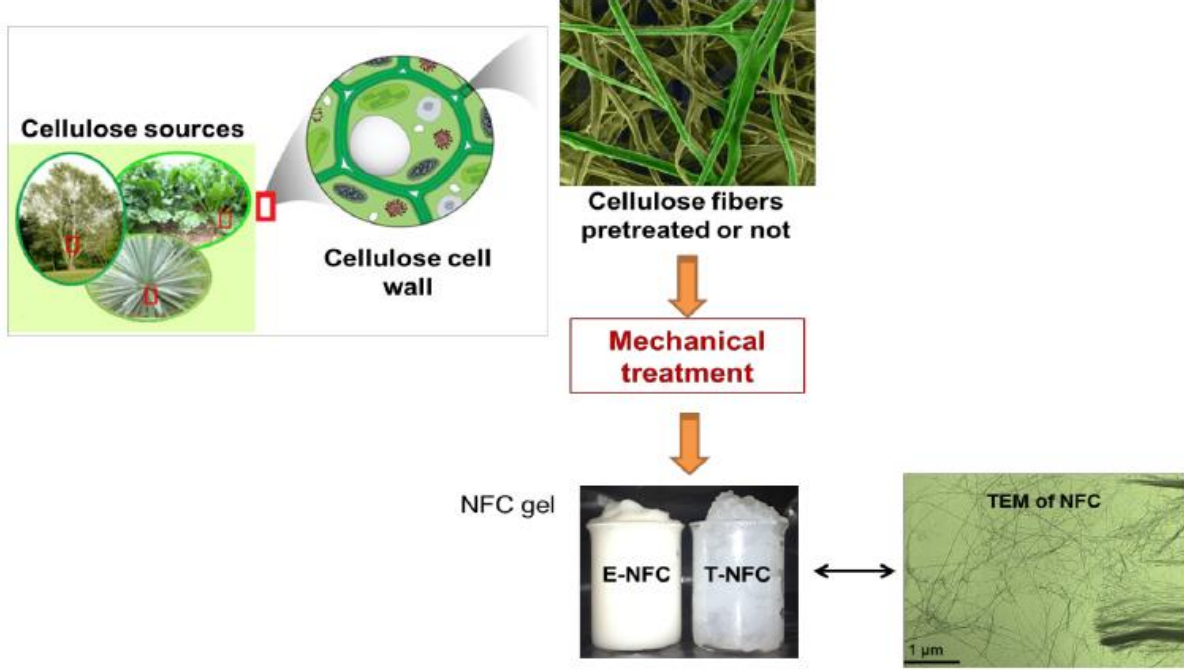 Cellulose sources
Cellulose cell
wall
Cellulose fibers
pretreated or not
Mechanical
treatment
NFC gel
E-NFC
T-NFC
TEM of NFC
1 µm